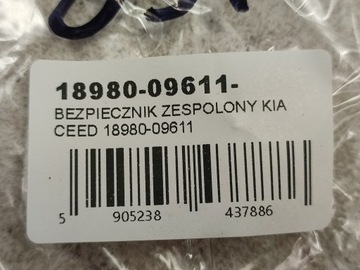 18980-09611-
BEZPIECZNIK ZESPOLONY KIA
CEED 18980-09611
5 905238 437886